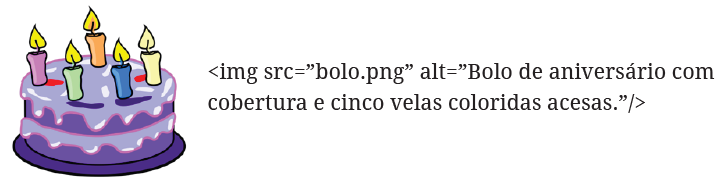 <img src=”bolo.png” alt=”Bolo de aniversário com
cobertura e cinco velas coloridas acesas.”/>